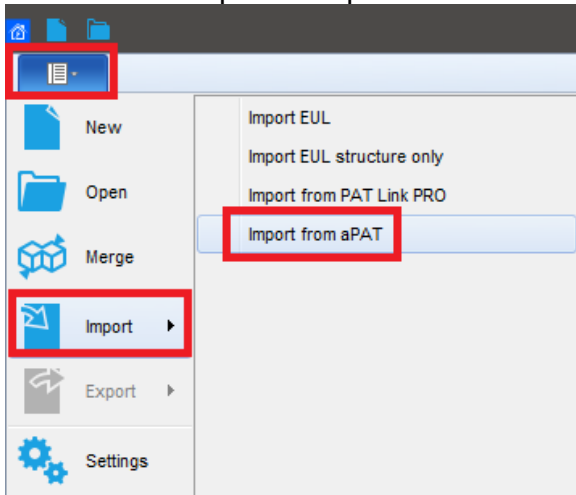 New
Open
Merge
Import
Export
Settings
Import EUL
Import EUL structure only
Import from PAT Link PRO
Import from aPAT